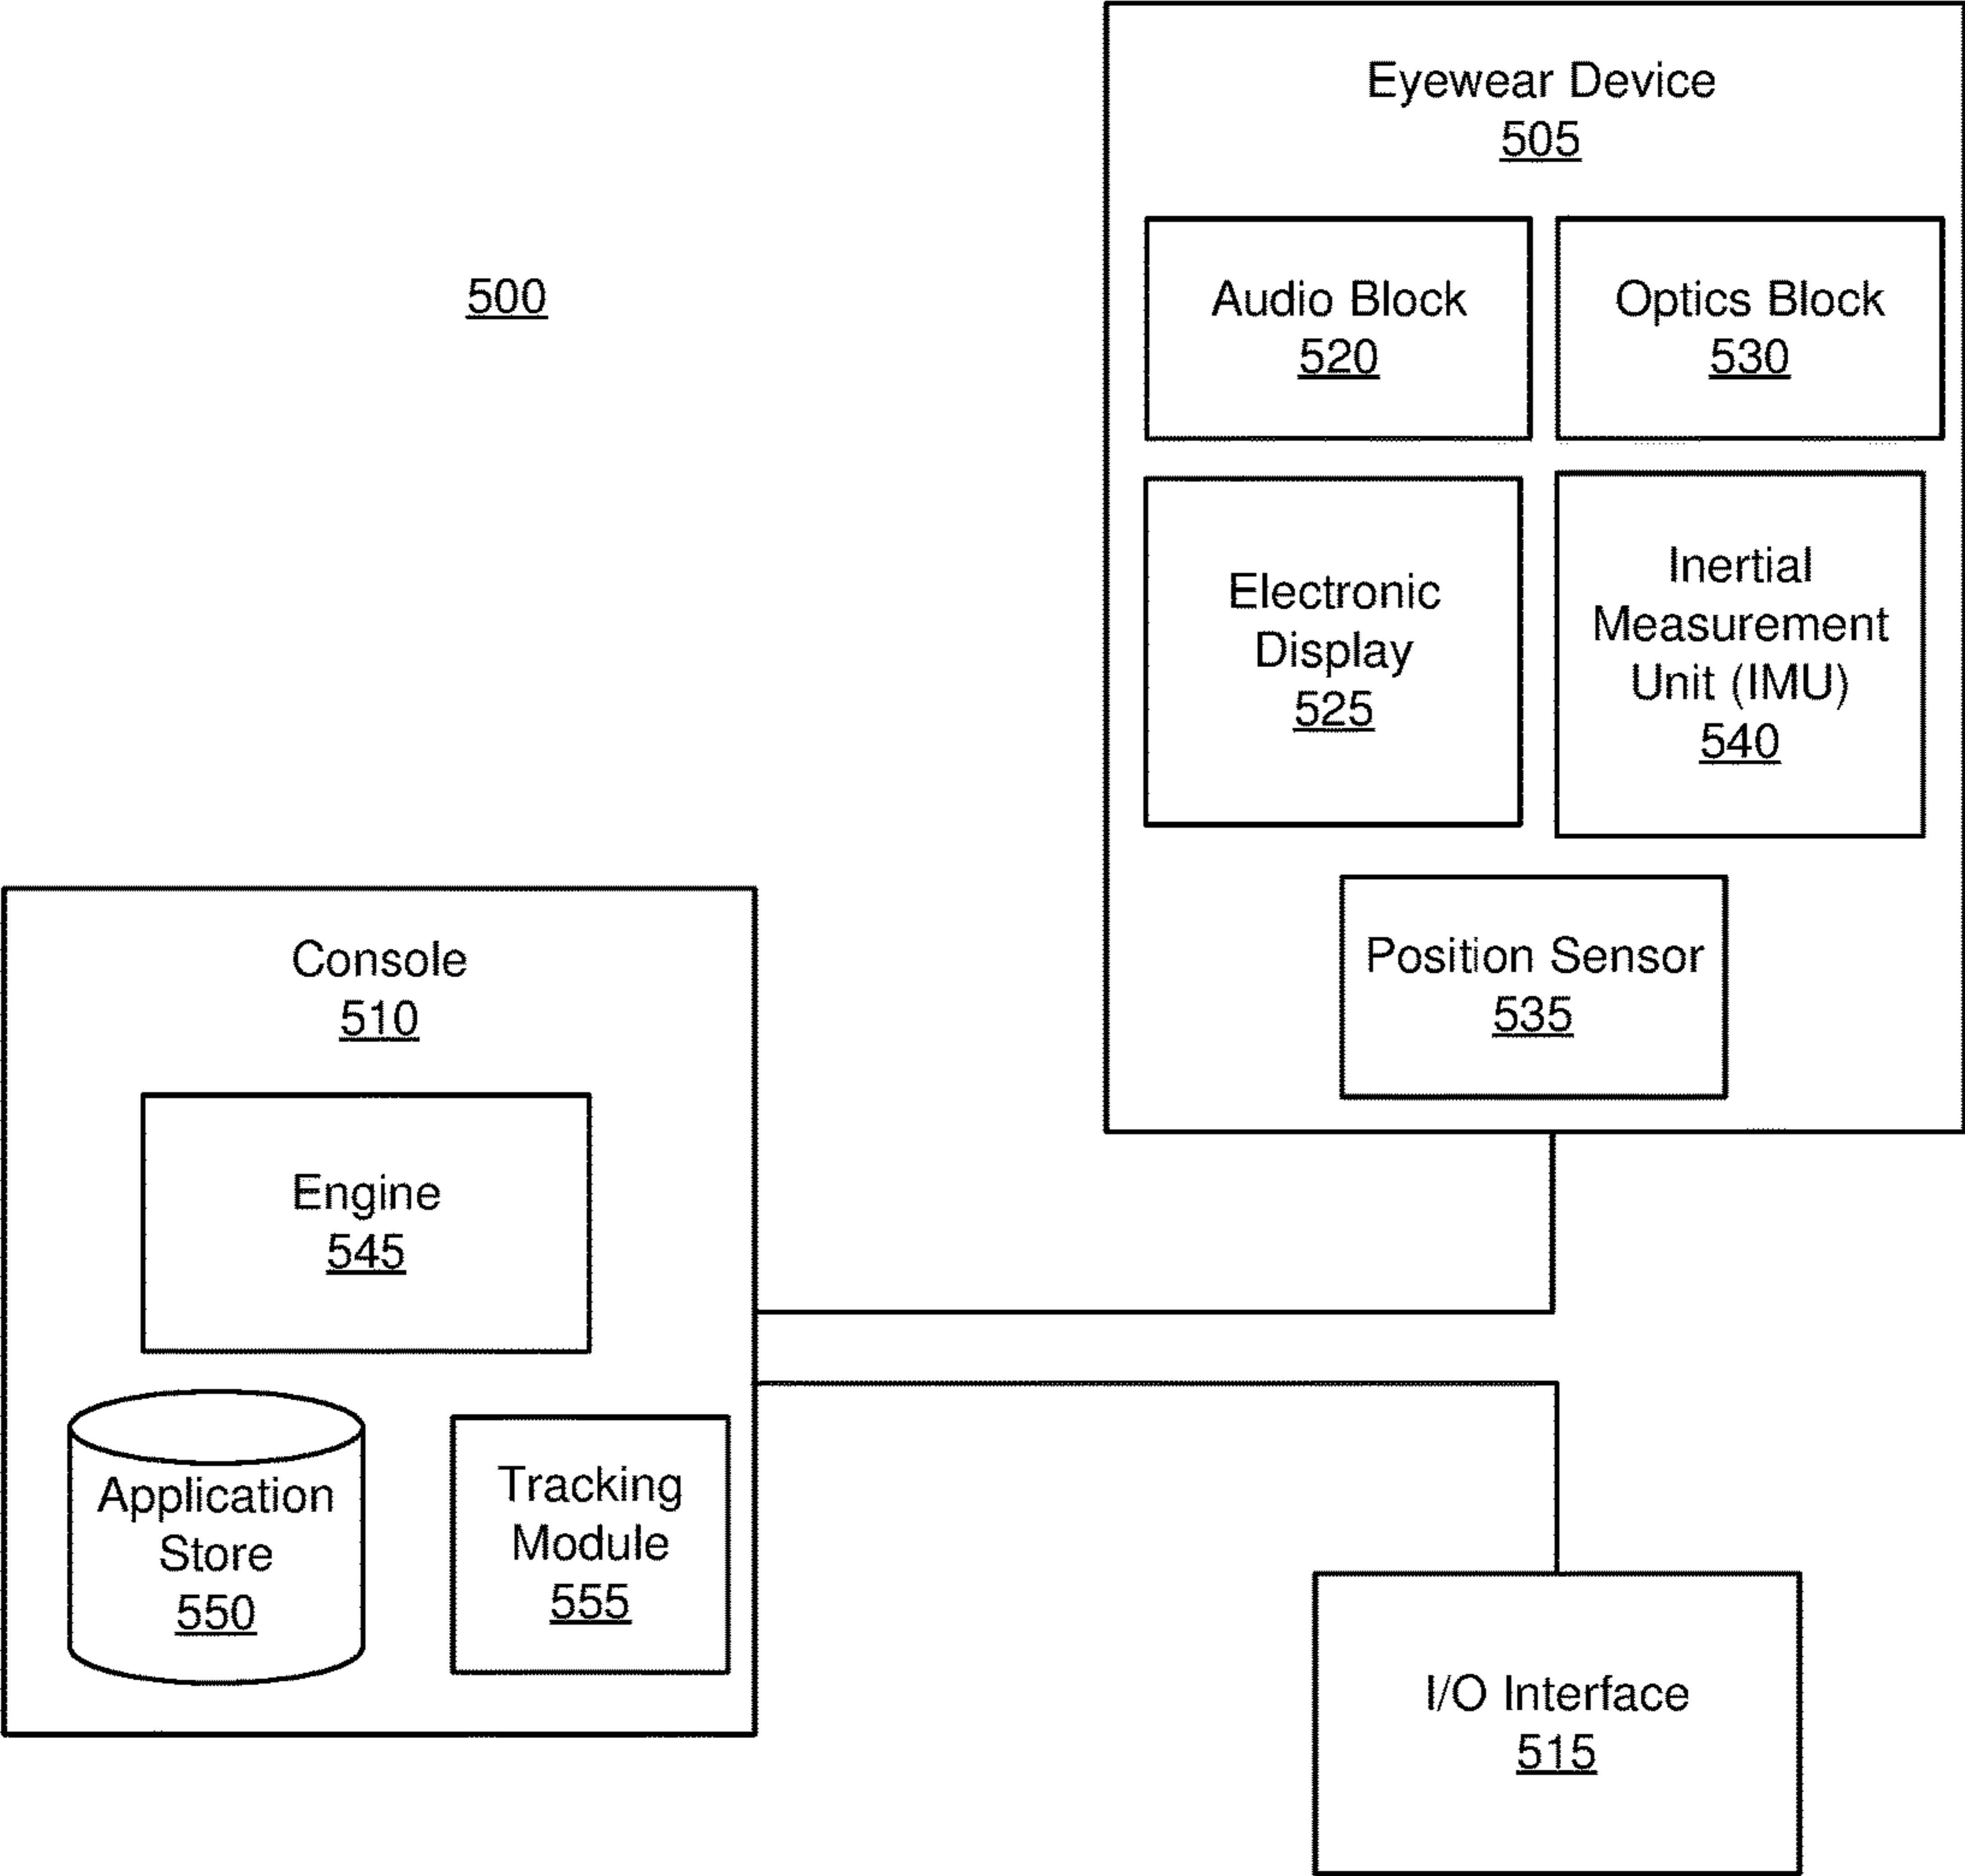 500
Eyewear Device
505
Audio Block
520
Optics Block
530
Electronic
Display
525
Inertial
Measurement
Unit (IMU)
540
Position Sensor
535
Console
510
Engine
545
Application
Store
550
Tracking
Module
555
I/O Interface
515